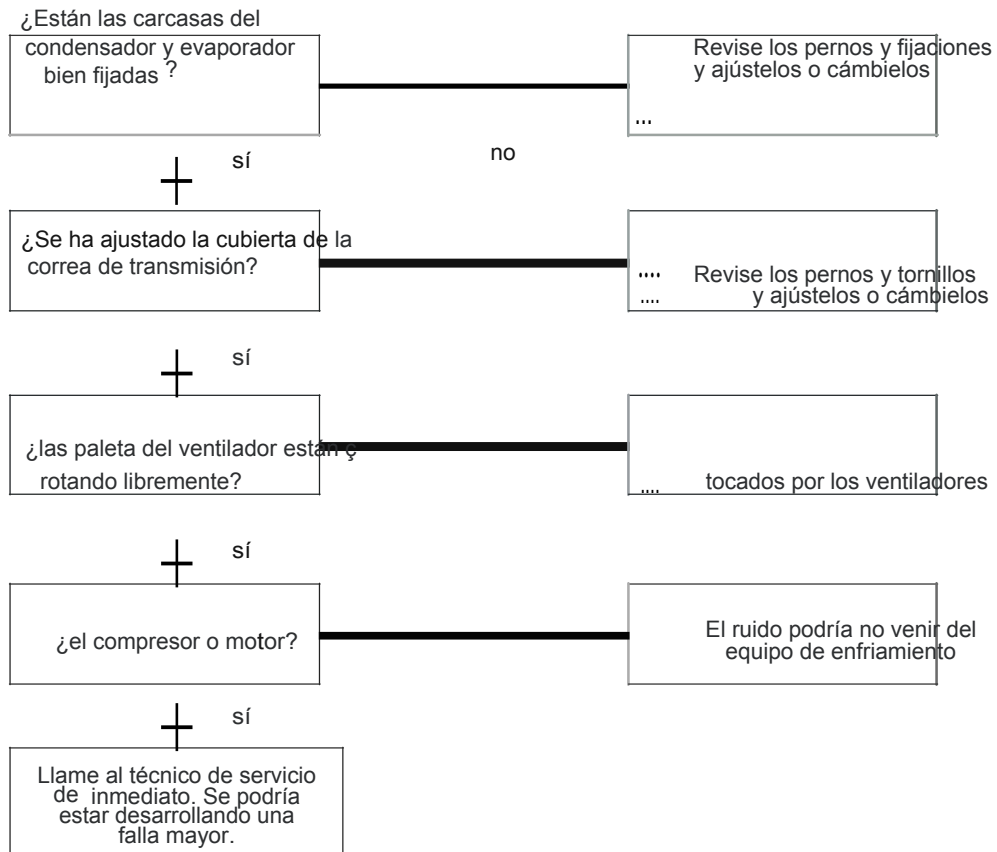 ¿Están las carcasas del
condensador y evaporador
bien fijadas ?
Revise los pernos y fijaciones
y ajústelos o cámbielos
...
sí
no
¿Se ha ajustado la cubierta de la
correa de transmisión?
.... Revise los pernos y tornillos
.... y ajústelos o cámbielos
sí
¿las paleta del ventilador están ç
rotando libremente?
.... tocados por los ventiladores
sí
¿el compresor o motor?
El ruido podría no venir del
equipo de enfriamiento
sí
Llame al técnico de servicio
de inmediato. Se podría
estar desarrollando una
falla mayor.